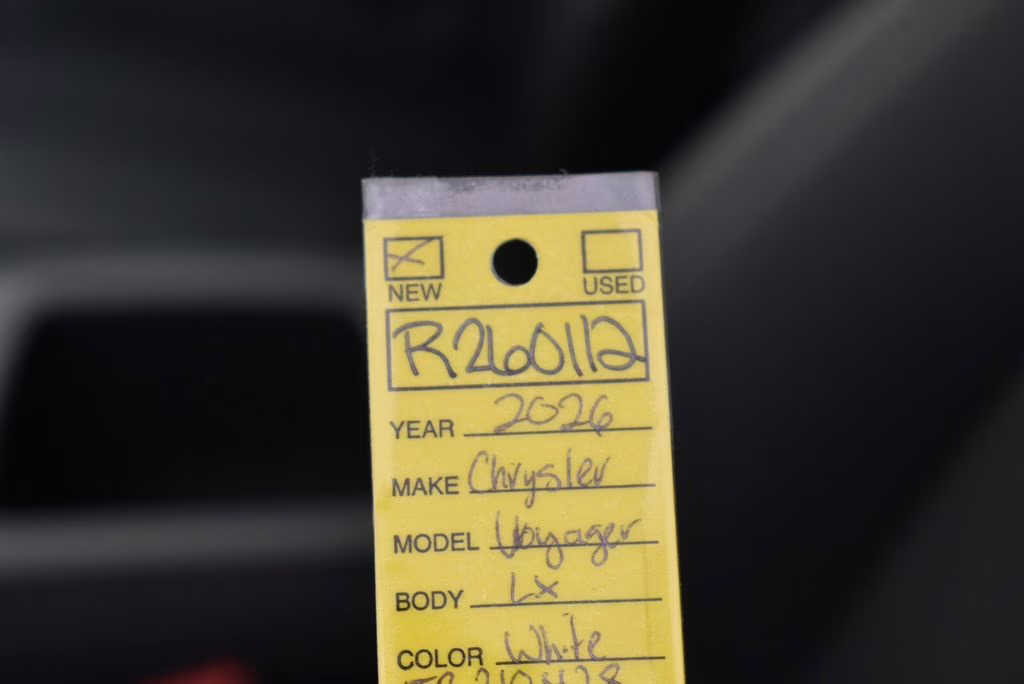 NEW USED
R260112
YEAR 2026
MAKE Chrysler
MODEL Voyager
BODY LX
COLOR White